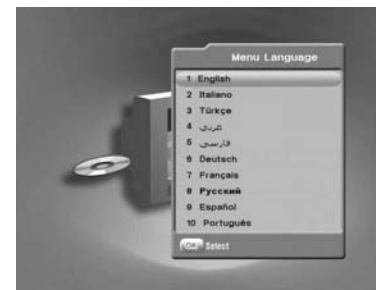 Menu Language
1 English
2 Italiano
3 Türkçe
4 عربي
5 فارسى
6 Deutsch
7 Français
8 Русский
9 Español
10 Português
OK Select